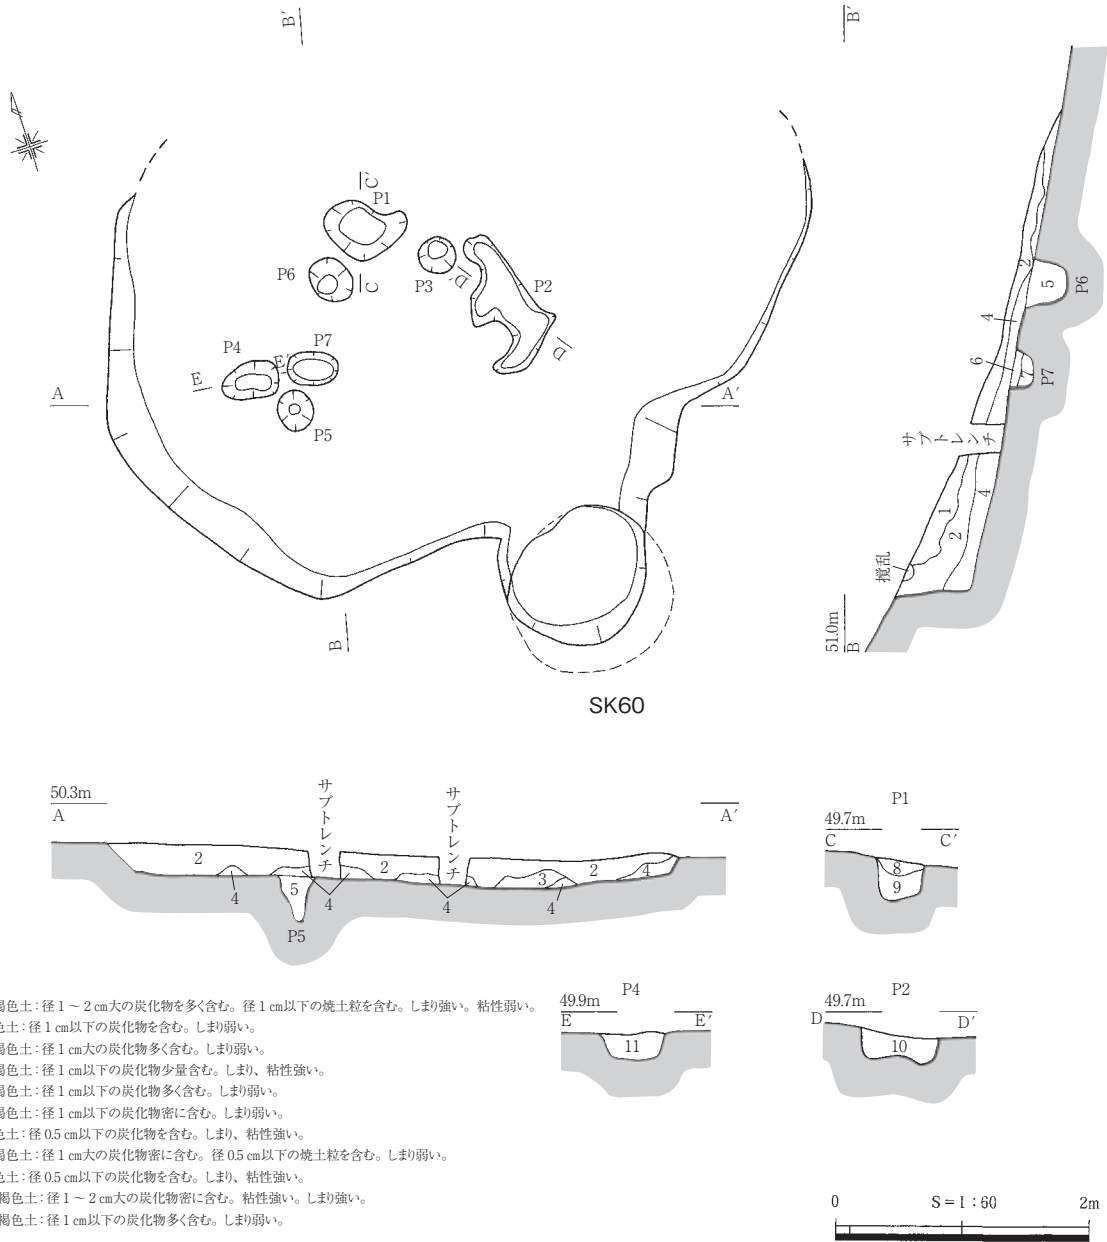 B′
B′
C′
P1
P6
C
P3
D′
P2
P4
E′
P7
E
D
A
A′
P5
B
2
5
P6
4
6
P7
サブトレンチ
1
2
4
撹乱
51.0m
B
SK60
50.3m
A
サブトレンチ
サブトレンチ
A′
2
2
3
2
4
4
5
4
4
4
P5
P1
49.7m
C
C′
8
9
P4
49.9m
E
E′
11
P2
49.7m
D
D′
10
褐色土：径1～2㎝大の炭化物を多く含む。径1㎝以下の焼土粒を含む。しまり強い。粘性弱い。
色土：径1㎝以下の炭化物を含む。しまり弱い。
褐色土：径1㎝大の炭化物多く含む。しまり弱い。
褐色土：径1㎝以下の炭化物少量含む。しまり、粘性強い。
褐色土：径1㎝以下の炭化物多く含む。しまり弱い。
褐色土：径1㎝以下の炭化物密に含む。しまり弱い。
色土：径0.5㎝以下の炭化物を含む。しまり、粘性強い。
褐色土：径1㎝大の炭化物密に含む。径0.5㎝以下の焼土粒を含む。しまり弱い。
色土：径0.5㎝以下の炭化物を含む。しまり、粘性強い。
褐色土：径1～2㎝大の炭化物密に含む。粘性強い。しまり強い。
褐色土：径1㎝以下の炭化物多く含む。しまり弱い。
0 S＝1：60 2m